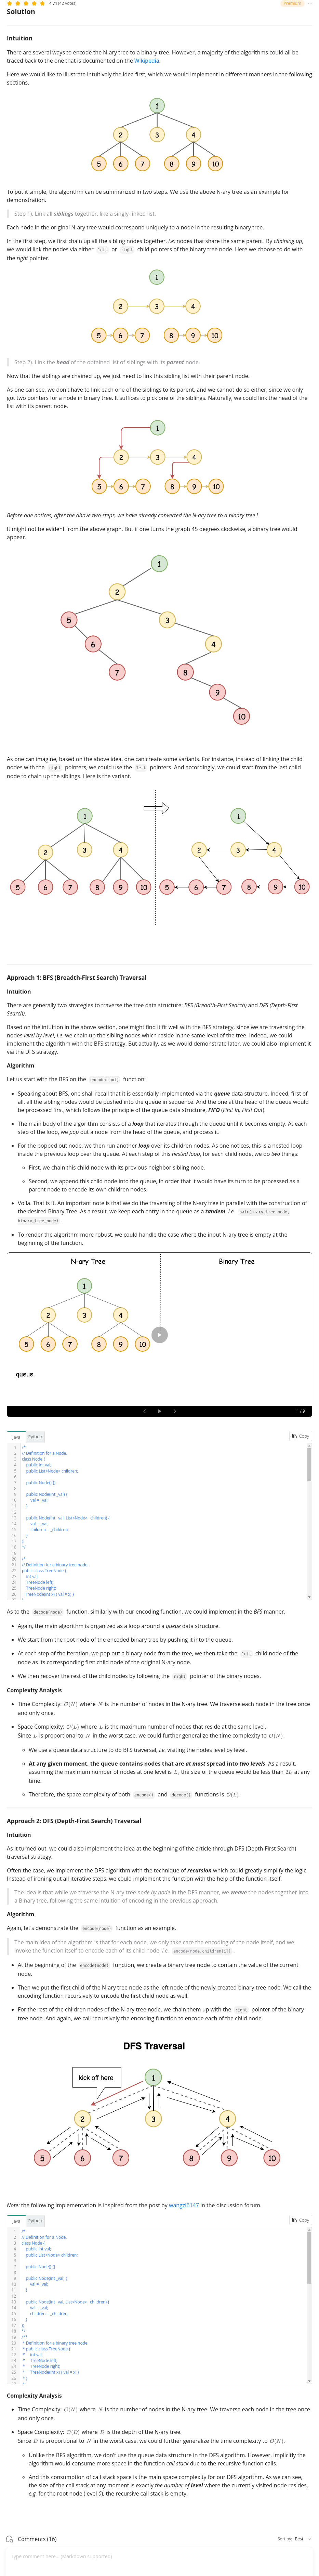 4.71 (42 votes)
Premium
Solution
Intuition
There are several ways to encode the N-ary tree to a binary tree. However, a majority of the algorithms could all be
traced back to the one that is documented on the Wikipedia.
Here we would like to illustrate intuitively the idea first, which we would implement in different manners in the following
sections.
1
2 3 4
5 6 7 8 9 10
To put it simple, the algorithm can be summarized in two steps. We use the above N-ary tree as an example for
demonstration.
Step 1). Link all siblings together, like a singly-linked list.
Each node in the original N-ary tree would correspond uniquely to a node in the resulting binary tree.
In the first step, we first chain up all the sibling nodes together, i.e. nodes that share the same parent. By chaining up,
we would link the nodes via either left or right child pointers of the binary tree node. Here we choose to do with
the right pointer.
1
2 3 4
5 6 7 8 9 10
Step 2). Link the head of the obtained list of siblings with its parent node.
Now that the siblings are chained up, we just need to link this sibling list with their parent node.
As one can see, we don't have to link each one of the siblings to its parent, and we cannot do so either, since we only
got two pointers for a node in binary tree. It suffices to pick one of the siblings. Naturally, we could link the head of the
list with its parent node.
1
2 3 4
5 6 7 8 9 10
Before one notices, after the above two steps, we have already converted the N-ary tree to a binary tree !
It might not be evident from the above graph. But if one turns the graph 45 degrees clockwise, a binary tree would
appear.
1
2
5 3
6 4
7 8
9
10
As one can imagine, based on the above idea, one can create some variants. For instance, instead of linking the child
nodes with the right pointers, we could use the left pointers. And accordingly, we could start from the last child
node to chain up the siblings. Here is the variant.
1 1
2 3 4 2 3 4
5 6 7 8 9 10 5 6 7 8 9 10
Approach 1: BFS (Breadth-First Search) Traversal
Intuition
There are generally two strategies to traverse the tree data structure: BFS (Breadth-First Search) and DFS (Depth-First
Search).
Based on the intuition in the above section, one might find it fell with the BFS strategy, since we are traversing the
nodes level by level, i.e. we chain up the sibling nodes which reside in the same level of the tree. Indeed, we could
implement the algorithm with the BFS strategy. But actually, as we would demonstrate later, we could also implement it
via the DFS strategy.
Algorithm
Let us start with the BFS on the encode(root) function:
• Speaking about BFS, one shall recall that it is essentially implemented via the queue data structure. Indeed, first of
all, all the sibling nodes would be pushed into the queue in sequence. And the one at the head of the queue would
be processed first, which follows the principle of the queue data structure, FIFO (First In, First Out).
• The main body of the algorithm consists of a loop that iterates through the queue until it becomes empty. At each
step of the loop, we pop out a node from the head of the queue, and process it.
• For the popped out node, we then run another loop over its children nodes. As one notices, this is a nested loop
inside the previous loop over the queue. At each step of this nested loop, for each child node, we do two things:
◦ First, we chain this child node with its previous neighbor sibling node.
◦ Second, we append this child node into the queue, in order that it would have its turn to be processed as a
parent node to encode its own children nodes.
• Voila. That is it. An important note is that we do the traversing of the N-ary tree in parallel with the construction of
the desired Binary Tree. As a result, we keep each entry in the queue as a tandem, i.e. pair(n-ary_tree_node,
binary_tree_node) .
• To render the algorithm more robust, we could handle the case where the input N-ary tree is empty at the
beginning of the function.
N-ary Tree Binary Tree
1
2 3 4
5 6 7 8 9 10
queue
1 / 9
Java Python Copy
1 /*
2 // Definition for a Node.
3 class Node {
4 public int val;
5 public List<Node> children;
6
7 public Node() {}
8
9 public Node(int _val) {
10 val = _val;
11 }
12
13 public Node(int _val, List<Node> _children) {
14 val = _val;
15 children = _children;
16 }
17 };
18 */
19
20 /*
21 // Definition for a binary tree node.
22 public class TreeNode {
23 int val;
24 TreeNode left;
25 TreeNode right;
26 TreeNode(int x) { val = x; }
As to the decode(node) function, similarly with our encoding function, we could implement in the BFS manner.
• Again, the main algorithm is organized as a loop around a queue data structure.
• We start from the root node of the encoded binary tree by pushing it into the queue.
• At each step of the iteration, we pop out a binary node from the tree, we then take the left child node of the
node as its corresponding first child node of the original N-ary node.
• We then recover the rest of the child nodes by following the right pointer of the binary nodes.
Complexity Analysis
• Time Complexity: O(N) where N is the number of nodes in the N-ary tree. We traverse each node in the tree once
and only once.
• Space Complexity: O(L) where L is the maximum number of nodes that reside at the same level.
Since L is proportional to N in the worst case, we could further generalize the time complexity to O(N).
◦ We use a queue data structure to do BFS traversal, i.e. visiting the nodes level by level.
◦ At any given moment, the queue contains nodes that are at most spread into two levels. As a result,
assuming the maximum number of nodes at one level is L, the size of the queue would be less than 2L at any
time.
◦ Therefore, the space complexity of both encode() and decode() functions is O(L).
Approach 2: DFS (Depth-First Search) Traversal
Intuition
As it turned out, we could also implement the idea at the beginning of the article through DFS (Depth-First Search)
traversal strategy.
Often the case, we implement the DFS algorithm with the technique of recursion which could greatly simplify our logic.
Instead of ironing out all iterative steps, we could implement the function with the help of the function itself.
The idea is that while we traverse the N-ary tree node by node in the DFS manner, we weave the nodes together into
a Binary tree, following the same intuition of encoding in the previous approach.
Algorithm
Again, let's demonstrate the encode(node) function as an example.
The main idea of the algorithm is that for each node, we only take care the encoding of the node itself, and we
invoke the function itself to encode each of its child node, i.e. encode(node.children[i]) .
• At the beginning of the encode(node) function, we create a binary tree node to contain the value of the current
node.
• Then we put the first child of the N-ary tree node as the left node of the newly-created binary tree node. We call the
encoding function recursively to encode the first child node as well.
• For the rest of the children nodes of the N-ary tree node, we chain them up with the right pointer of the binary
tree node. And again, we call recursively the encoding function to encode each of the child node.
DFS Traversal
kick off here
1
2 3 4
5 6 7 8 9 10
Note: the following implementation is inspired from the post by wangzi6147 in the discussion forum.
Java Python Copy
1 /*
2 // Definition for a Node.
3 class Node {
4 public int val;
5 public List<Node> children;
6
7 public Node() {}
8
9 public Node(int _val) {
10 val = _val;
11 }
12
13 public Node(int _val, List<Node> _children) {
14 val = _val;
15 children = _children;
16 }
17 };
18 */
19 /**
20 * Definition for a binary tree node.
21 * public class TreeNode {
22 * int val;
23 * TreeNode left;
24 * TreeNode right;
25 * TreeNode(int x) { val = x; }
26 * }
Complexity Analysis
• Time Complexity: O(N) where N is the number of nodes in the N-ary tree. We traverse each node in the tree once
and only once.
• Space Complexity: O(D) where D is the depth of the N-ary tree.
Since D is proportional to N in the worst case, we could further generalize the time complexity to O(N).
◦ Unlike the BFS algorithm, we don't use the queue data structure in the DFS algorithm. However, implicitly the
algorithm would consume more space in the function call stack due to the recursive function calls.
◦ And this consumption of call stack space is the main space complexity for our DFS algorithm. As we can see,
the size of the call stack at any moment is exactly the number of level where the currently visited node resides,
e.g. for the root node (level 0), the recursive call stack is empty.
Comments (16)
Sort by: Best
Type comment here... (Markdown supported)